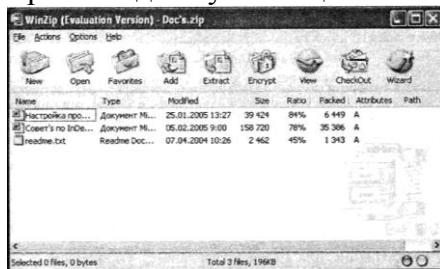 WinZip (Evaluation Version) - Doc's.zip
File Actions Options Help
New Open Favorites Add Extract Encrypt View CheckOut Wizard
Name Type Modified Size Ratio Packed Attributes Path
Настройка про... Документ Mi... 25.01.2005 13:27 39 424 84% 6 449 A
Совет's по InDe... Документ Mi... 05.02.2005 9:00 158 720 78% 35 386 A
readme.txt Readme Doc... 07.04.2004 10:26 2 462 45% 1 343 A
Selected 0 files, 0 bytes Total 3 files, 196KB